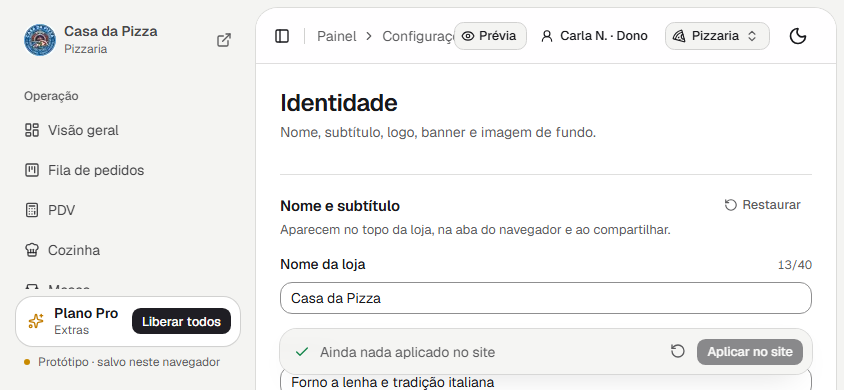 Casa da Pizza
Pizzaria
Operação
Visão geral
Fila de pedidos
PDV
Cozinha
Plano Pro
Extras
Liberar todos
Protótipo · salvo neste navegador
Painel
Prévia
Carla N. · Dono
Pizzaria
Identidade
Nome, subtítulo, logo, banner e imagem de fundo.
Nome e subtítulo
Restaurar
Aparecem no topo da loja, na aba do navegador e ao compartilhar.
Nome da loja
13/40
Casa da Pizza
Ainda nada aplicado no site
Aplicar no site
Forno a lenha e tradição italiana